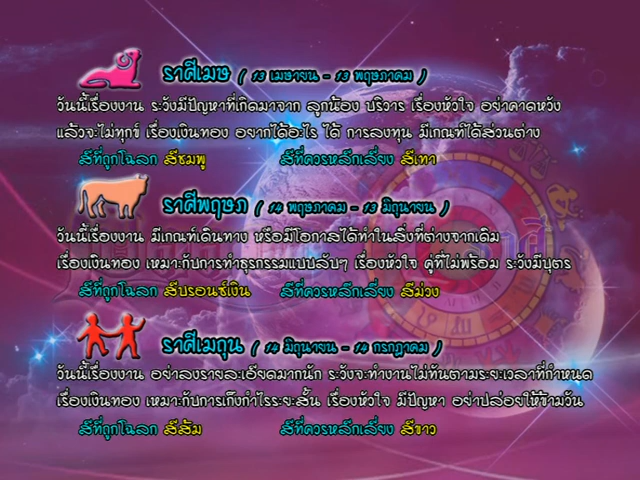 ราศีเมษ ( 13 เมษายน - 13 พฤษภาคม )
วันนี้เรื่องงาน ระวังมีปัญหาที่เกิดมาจาก ลูกน้อง บริวาร เรื่องหัวใจ อย่าคาดหวัง
แล้วจะไม่ทุกข์ เรื่องเงินทอง อยากได้อะไร ได้ การลงทุน มีเกณฑ์ได้ส่วนต่าง
สีที่ถูกโฉลก สีชมพู สีที่ควรหลีกเลี่ยง สีเทา
ราศีพฤษภ ( 14 พฤษภาคม - 13 มิถุนายน )
วันนี้เรื่องงาน มีเกณฑ์เดินทาง หรือมีโอกาสได้ทำในสิ่งที่ต่างจากเดิม
เรื่องเงินทอง เหมาะกับการทำธุรกรรมแบบลับๆ เรื่องหัวใจ คู่ที่ไม่พร้อม ระวังมีบุตร
สีที่ถูกโฉลก สีบรอนซ์เงิน สีที่ควรหลีกเลี่ยง สีม่วง
ราศีเมถุน ( 14 มิถุนายน - 14 กรกฎาคม )
วันนี้เรื่องงาน อย่าลงรายละเอียดมากนัก ระวังจะทำงานไม่ทันตามระยะเวลาที่กำหนด
เรื่องเงินทอง เหมาะกับการเก็งกำไรระยะสั้น เรื่องหัวใจ มีปัญหา อย่าปล่อยให้ข้ามวัน
สีที่ถูกโฉลก สีส้ม สีที่ควรหลีกเลี่ยง สีขาว